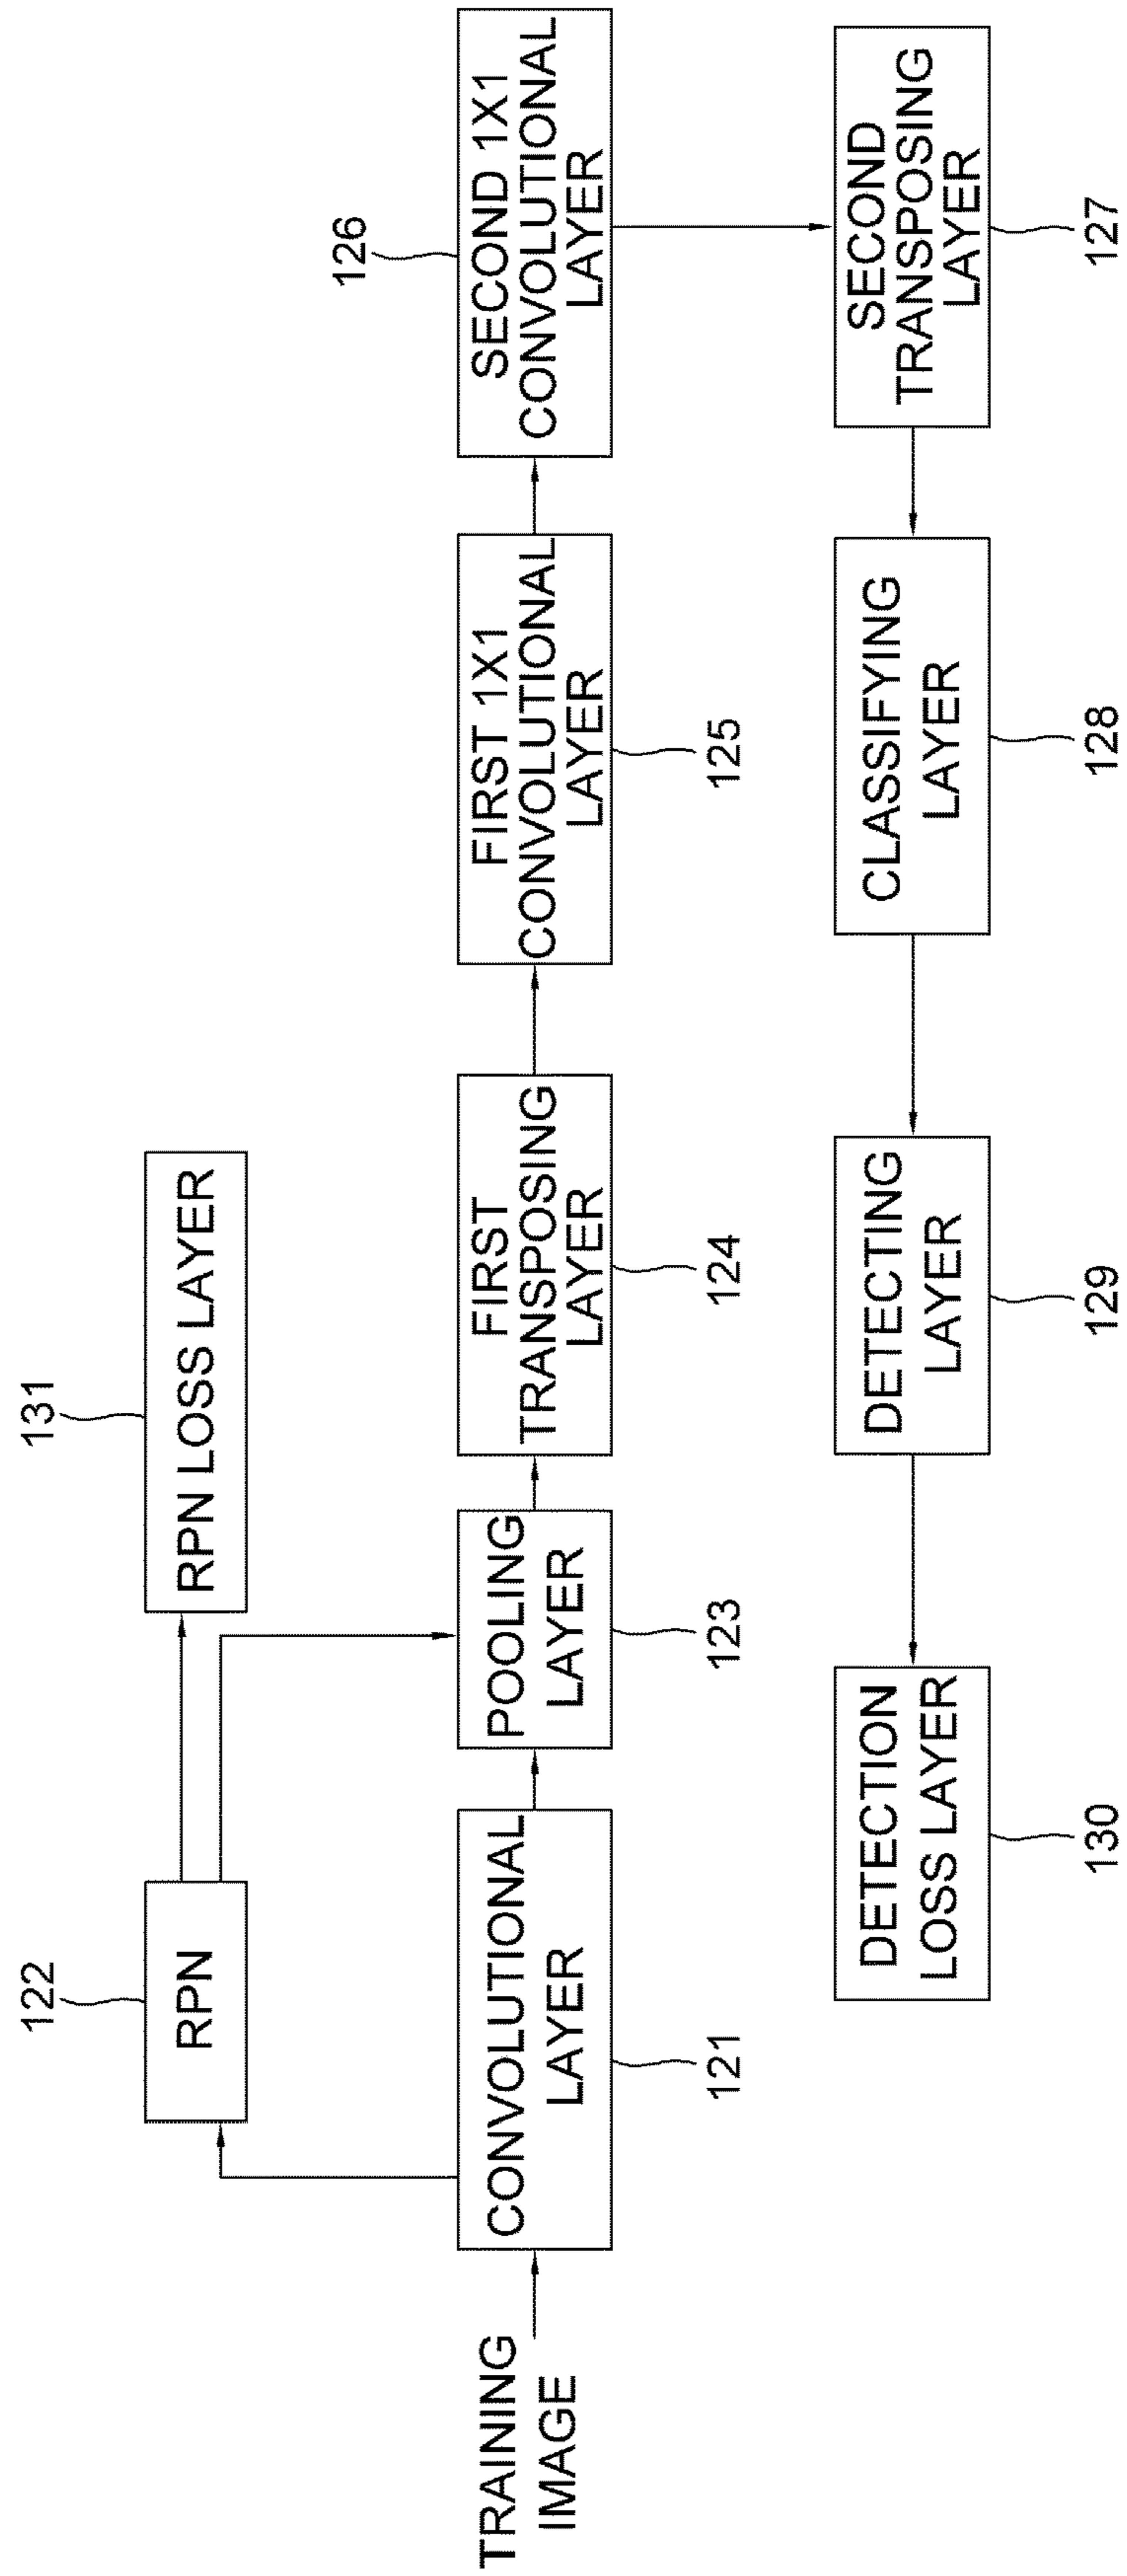 122
RPN
131
RPN LOSS LAYER
TRAINING
IMAGE
CONVOLUTIONAL
LAYER
121
POOLING
LAYER
123
FIRST
TRANSPOSING
LAYER
124
FIRST 1X1
CONVOLUTIONAL
LAYER
125
126
SECOND 1X1
CONVOLUTIONAL
LAYER
SECOND
TRANSPOSING
LAYER
127
CLASSIFYING
LAYER
128
DETECTING
LAYER
129
DETECTION
LOSS LAYER
130